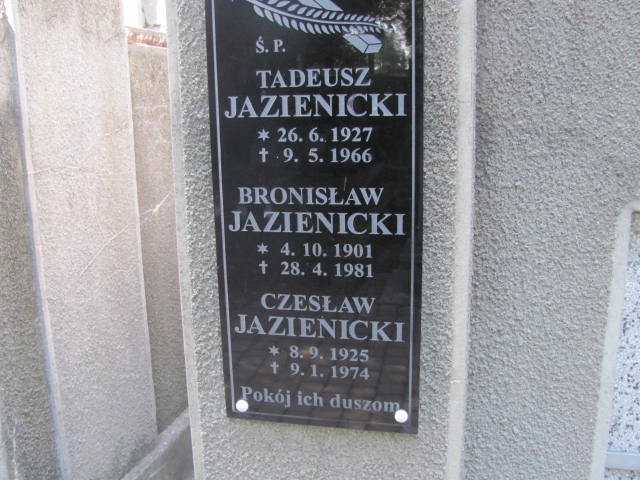 Ś. P.
TADEUSZ
JAZIENICKI
✶ 26. 6. 1927
† 9. 5. 1966
BRONISŁAW
JAZIENICKI
✶ 4. 10. 1901
† 28. 4. 1981
CZESŁAW
JAZIENICKI
✶ 8. 9. 1925
† 9. 1. 1974
Pokój ich duszom